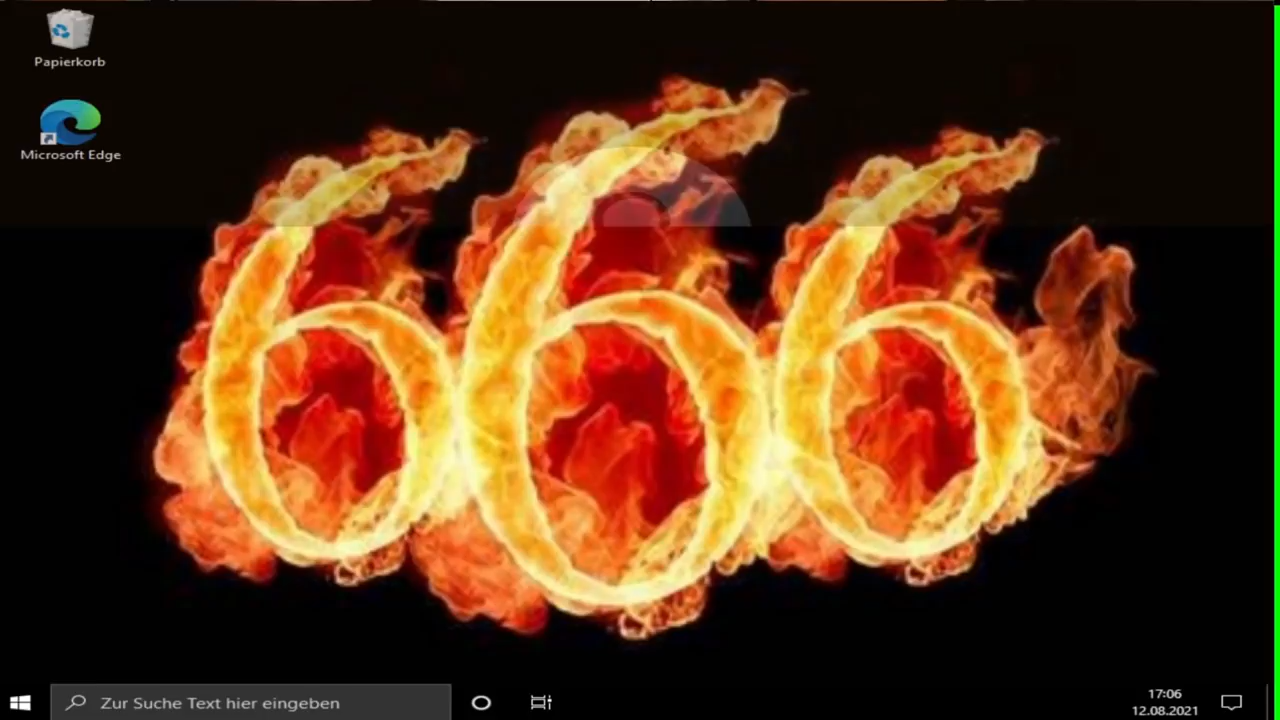 Papierkorb
Microsoft Edge
666
Zur Suche Text hier eingeben
17:06
12.08.2021